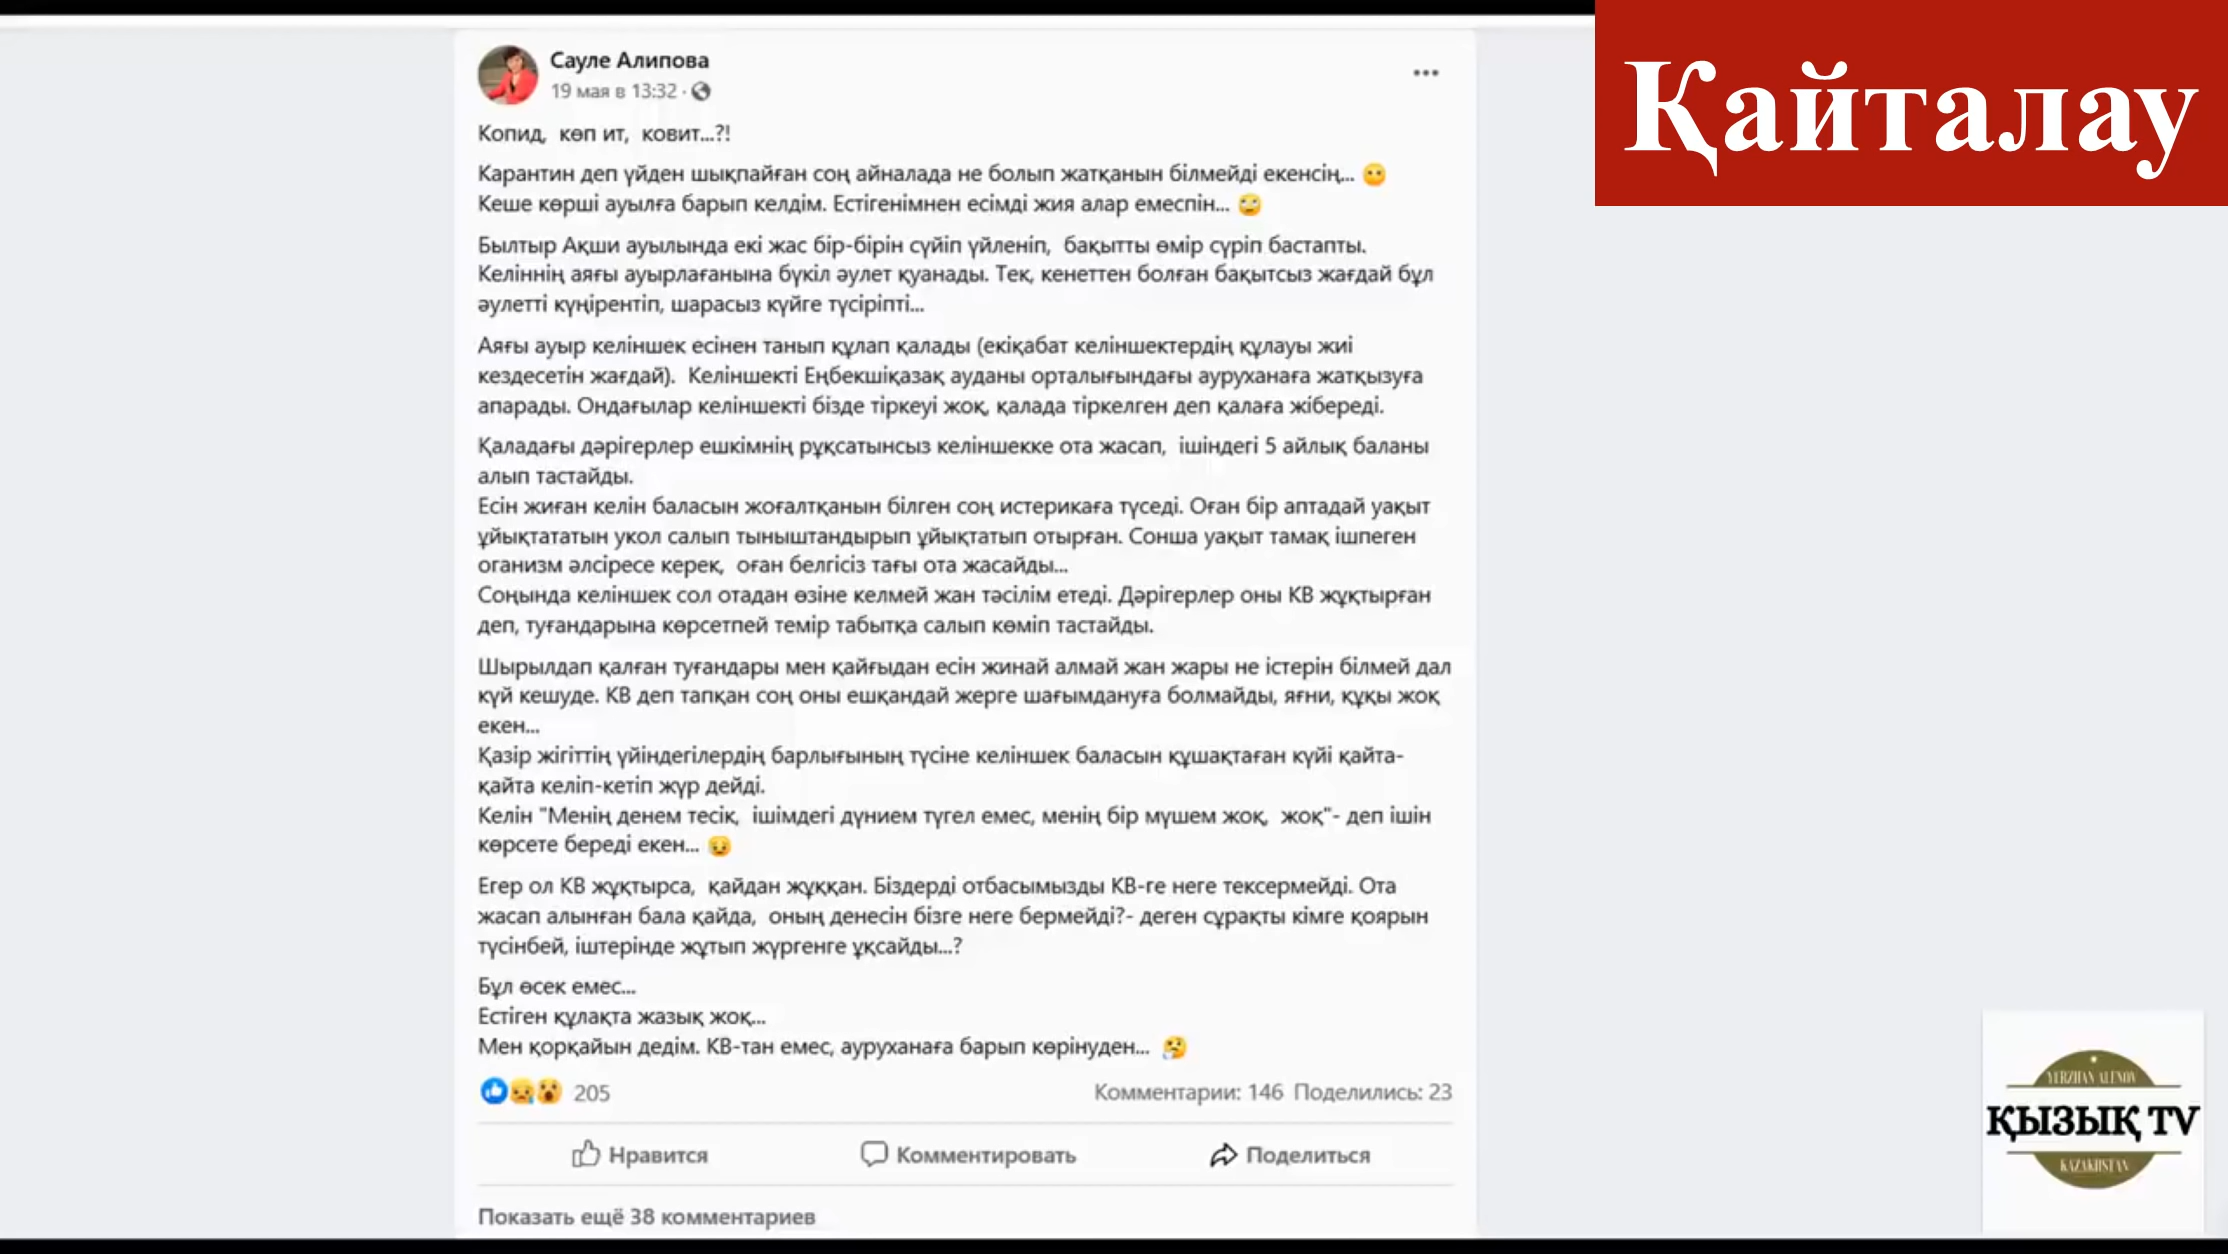 Қайталау
Сауле Алипова
19 мая в 13:32 ·
Копид, көп ит, ковит...?!
Карантин деп үйден шықпайған соң айналада не болып жатқанын білмейді екенсің... 😶
Кеше көрші ауылға барып келдім. Естігенімнен есімді жия алар емеспін... 🙄
Былтыр Ақши ауылында екі жас бір-бірін сүйіп үйленіп, бақытты өмір сүріп бастапты.
Келіннің аяғы ауырлағанына бүкіл әулет қуанады. Тек, кенеттен болған бақытсыз жағдай бұл
әулетті күңірентіп, шарасыз күйге түсіріпті...
Аяғы ауыр келіншек есінен танып құлап қалады (екіқабат келіншектердің құлауы жиі
кездесетін жағдай). Келіншекті Еңбекшіқазақ ауданы орталығындағы ауруханаға жатқызуға
апарады. Ондағылар келіншекті бізде тіркеуі жоқ, қалада тіркелген деп қалаға жібереді.
Қаладағы дәрігерлер ешкімнің рұқсатынсыз келіншекке ота жасап, ішіндегі 5 айлық баланы
алып тастайды.
Есін жиған келін баласын жоғалтқанын білген соң истерикаға түседі. Оған бір аптадай уақыт
ұйықтататын укол салып тыныштандырып ұйықтатып отырған. Сонша уақыт тамақ ішпеген
оганизм әлсіресе керек, оған белгісіз тағы ота жасайды...
Соңында келіншек сол отадан өзіне келмей жан тәсілім етеді. Дәрігерлер оны КВ жұқтырған
деп, туғандарына көрсетпей темір табытқа салып көміп тастайды.
Шырылдап қалған туғандары мен қайғыдан есін жинай алмай жан жары не істерін білмей дал
күй кешуде. КВ деп тапқан соң оны ешқандай жерге шағымдануға болмайды, яғни, құқы жоқ
екен...
Қазір жігіттің үйіндегілердің барлығының түсіне келіншек баласын құшақтаған күйі қайта-
қайта келіп-кетіп жүр дейді.
Келін "Менің денем тесік, ішімдегі дүнием түгел емес, менің бір мүшем жоқ, жоқ"- деп ішін
көрсете береді екен... 😥
Егер ол КВ жұқтырса, қайдан жұққан. Біздерді отбасымызды КВ-ге неге тексермейді. Ота
жасап алынған бала қайда, оның денесін бізге неге бермейді?- деген сұрақты кімге қоярын
түсінбей, іштерінде жұтып жүргенге ұқсайды...?
Бұл өсек емес...
Естіген құлақта жазық жоқ...
Мен қорқайын дедім. КВ-тан емес, ауруханаға барып көрінуден... 🤔
205
Комментарии: 146 Поделились: 23
Нравится
Комментировать
Поделиться
Показать ещё 38 комментариев
YERZHAN ALENOV
ҚЫЗЫҚ TV
KAZAKHSTAN